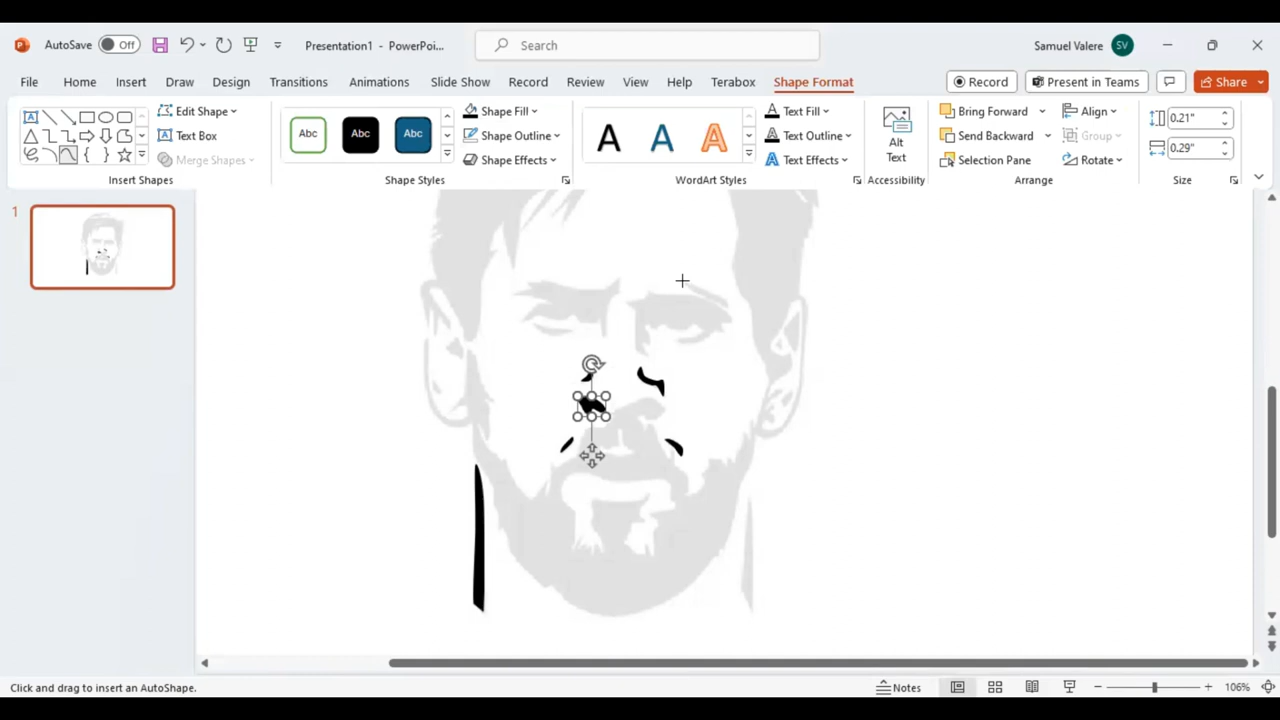 AutoSave Off Presentation1 - PowerPoi... Search Samuel Valere SV
File Home Insert Draw Design Transitions Animations Slide Show Record Review View Help Terabox Shape Format Record Present in Teams Share
Edit Shape
Text Box
Merge Shapes
Insert Shapes
Abc Abc Abc
Shape Fill
Shape Outline
Shape Effects
Shape Styles
A A A
Text Fill
Text Outline
Text Effects
WordArt Styles
Alt
Text
Accessibility
Bring Forward
Send Backward
Selection Pane
Align
Group
Rotate
Arrange
0.21"
0.29"
Size
1
Click and drag to insert an AutoShape. Notes 106%